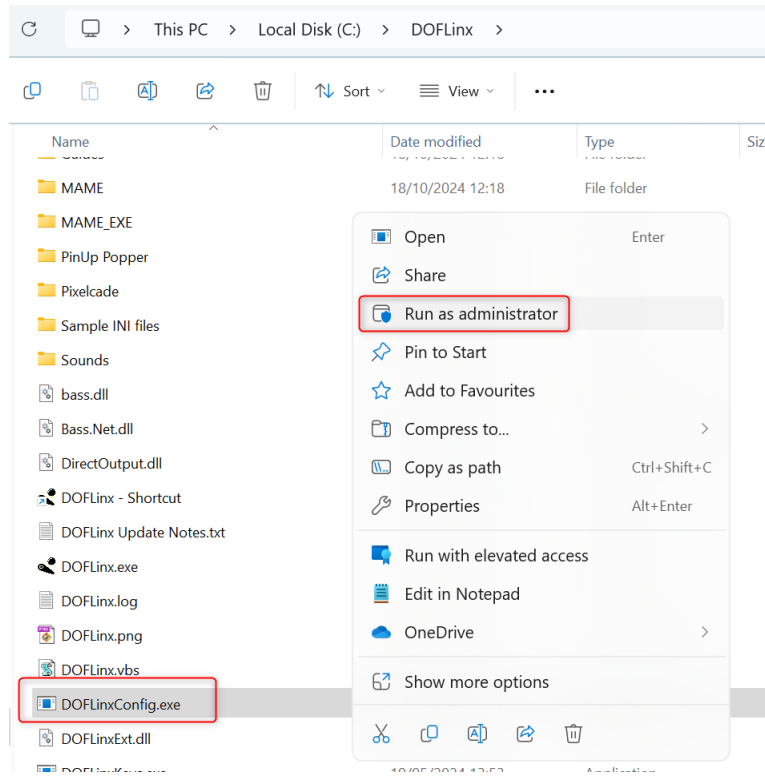 This PC > Local Disk (C:) > DOFLinx >
Sort View
Name Date modified Type Siz
Guides
MAME 18/10/2024 12:18 File folder
MAME_EXE
PinUp Popper
Pixelcade
Sample INI files
Sounds
bass.dll
Bass.Net.dll
DirectOutput.dll
DOFLinx - Shortcut
DOFLinx Update Notes.txt
DOFLinx.exe
DOFLinx.log
DOFLinx.png
DOFLinx.vbs
DOFLinxConfig.exe
DOFLinxExt.dll
Open Enter
Share
Run as administrator
Pin to Start
Add to Favourites
Compress to...
Copy as path Ctrl+Shift+C
Properties Alt+Enter
Run with elevated access
Edit in Notepad
OneDrive
Show more options